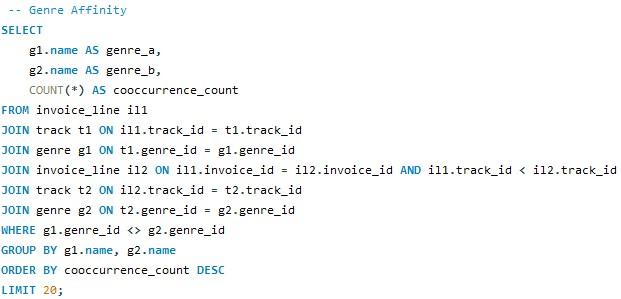 -- Genre Affinity
SELECT
    g1.name AS genre_a,
    g2.name AS genre_b,
    COUNT(*) AS cooccurrence_count
FROM invoice_line il1
JOIN track t1 ON il1.track_id = t1.track_id
JOIN genre g1 ON t1.genre_id = g1.genre_id
JOIN invoice_line il2 ON il1.invoice_id = il2.invoice_id AND il1.track_id < il2.track_id
JOIN track t2 ON il2.track_id = t2.track_id
JOIN genre g2 ON t2.genre_id = g2.genre_id
WHERE g1.genre_id <> g2.genre_id
GROUP BY g1.name, g2.name
ORDER BY cooccurrence_count DESC
LIMIT 20;